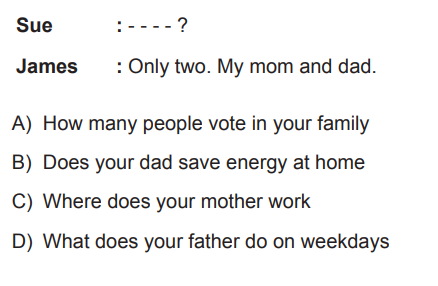 Sue : - - - - ?
James : Only two. My mom and dad.
A) How many people vote in your family
B) Does your dad save energy at home
C) Where does your mother work
D) What does your father do on weekdays